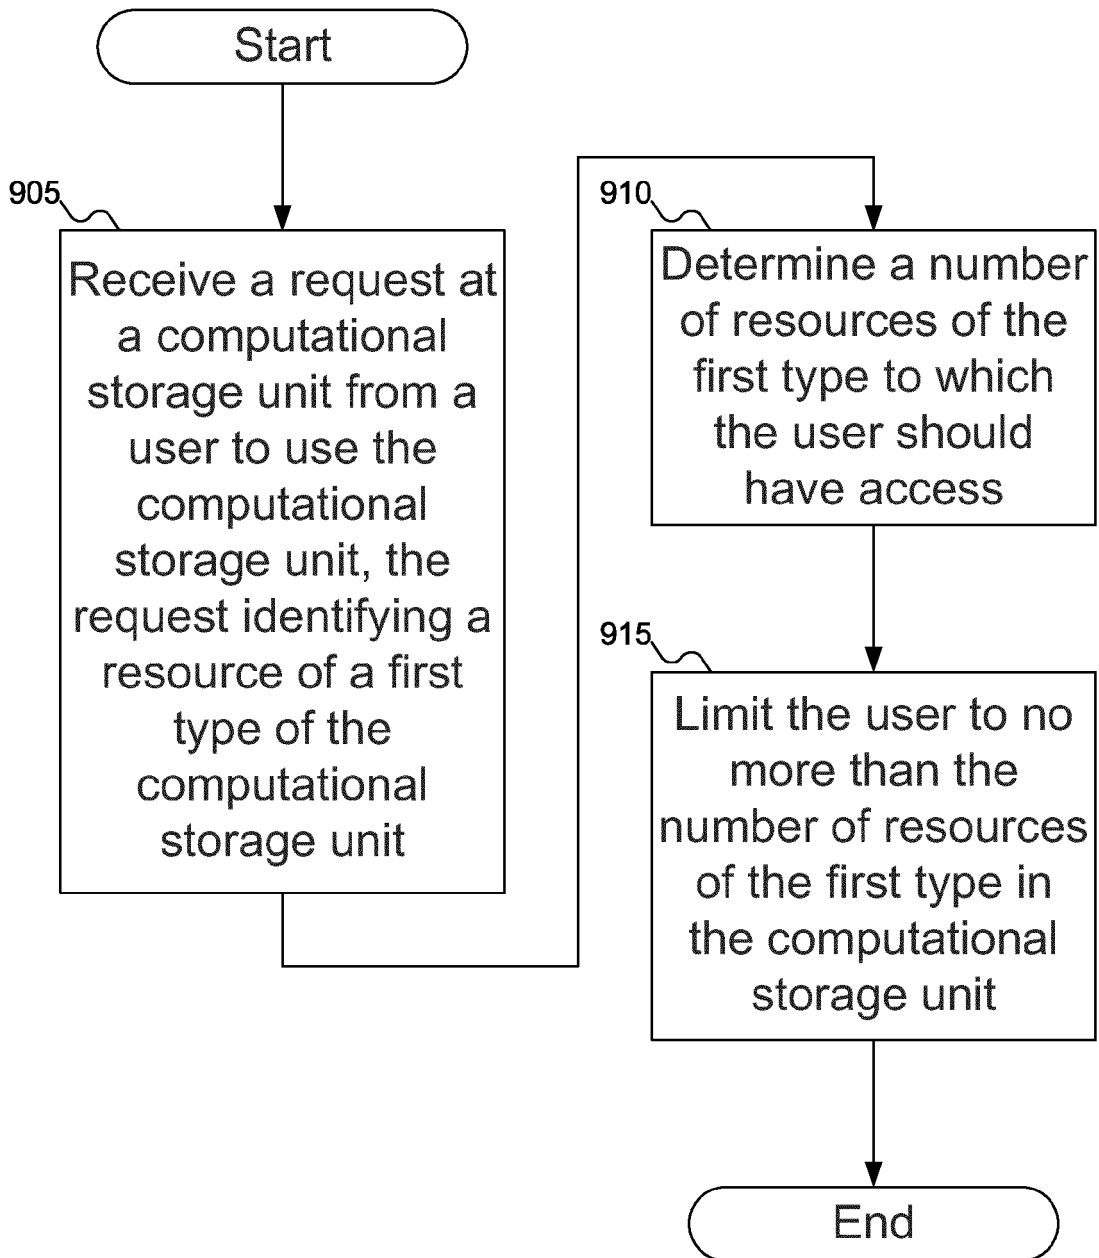 Start
905
Receive a request at
a computational
storage unit from a
user to use the
computational
storage unit, the
request identifying a
resource of a first
type of the
computational
storage unit
910
Determine a number
of resources of the
first type to which
the user should
have access
915
Limit the user to no
more than the
number of resources
of the first type in
the computational
storage unit
End